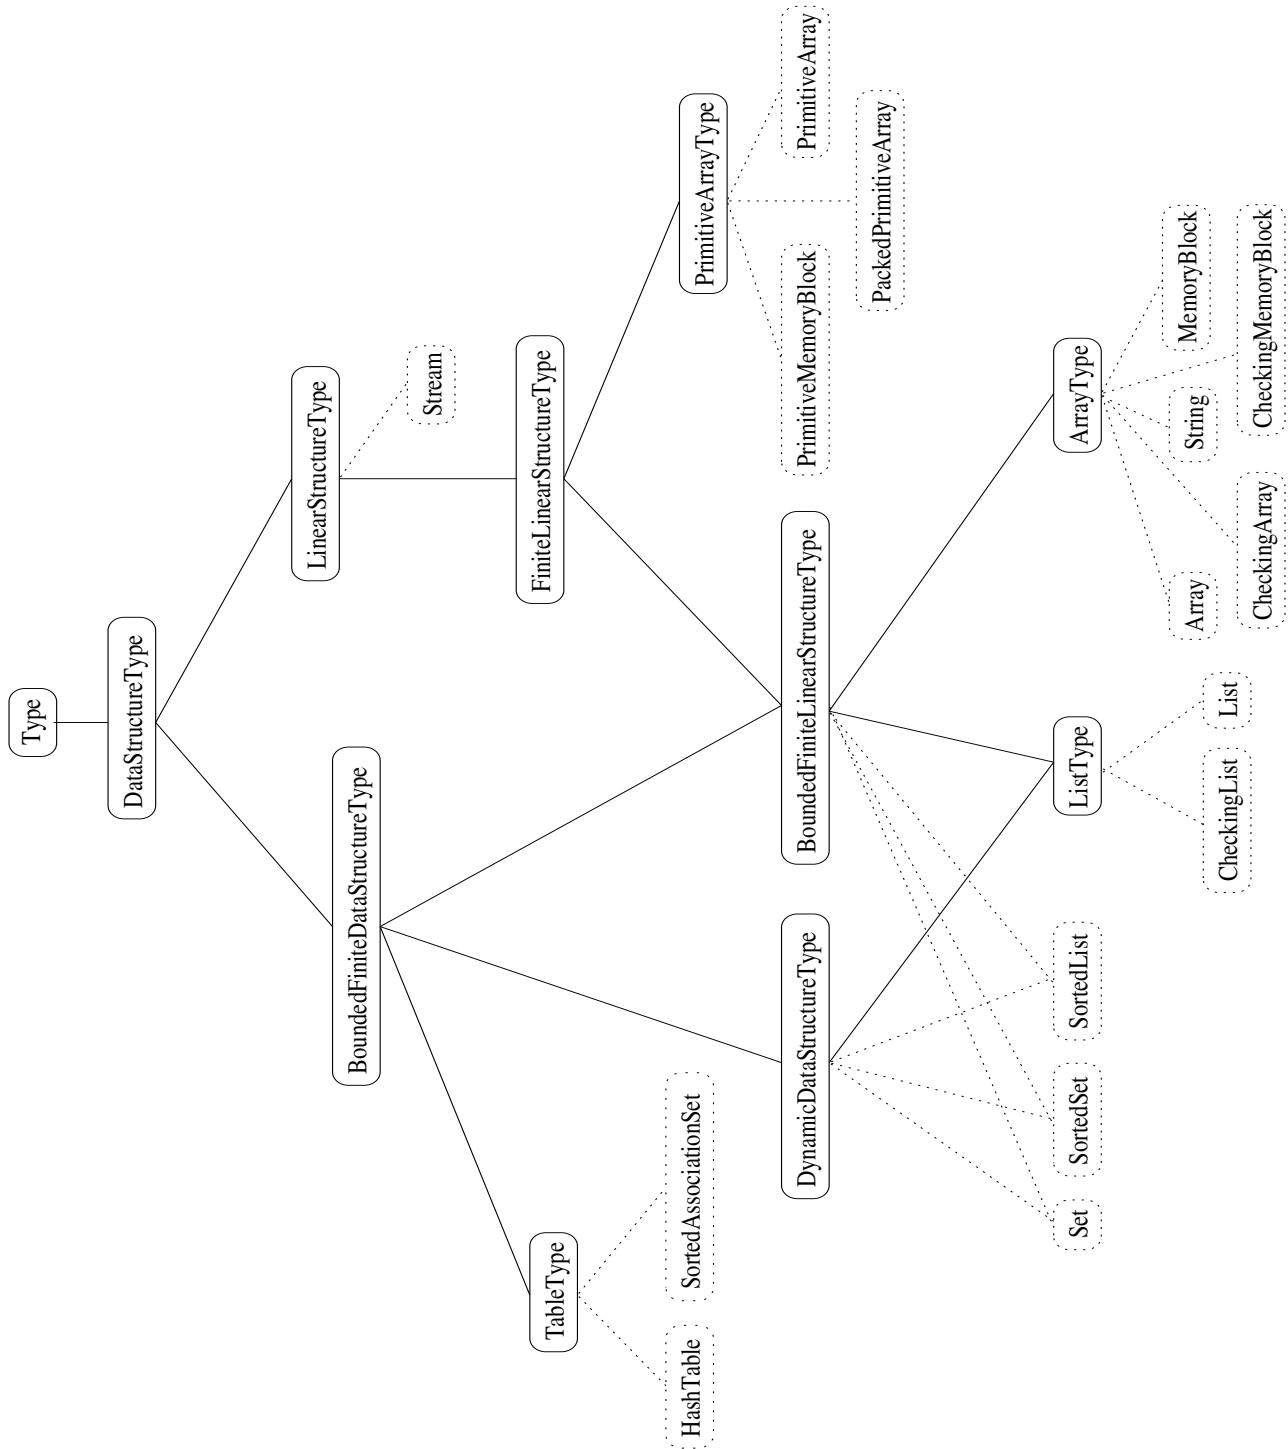 Type
DataStructureType
LinearStructureType
BoundedFiniteDataStructureType
Stream
FiniteLinearStructureType
TableType
PrimitiveArrayType
HashTable
SortedAssociationSet
DynamicDataStructureType
BoundedFiniteLinearStructureType
PrimitiveMemoryBlock
PrimitiveArray
PackedPrimitiveArray
Set
SortedSet
SortedList
ListType
ArrayType
Array
String
MemoryBlock
CheckingList
List
CheckingArray
CheckingMemoryBlock